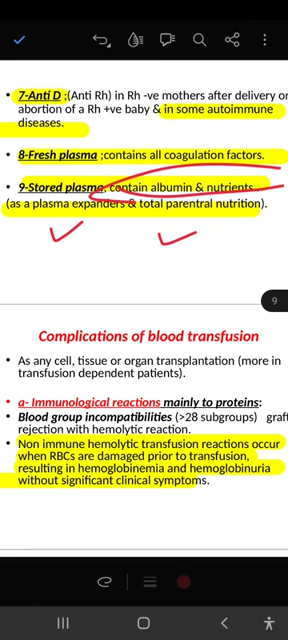 7-Anti D ;(Anti Rh) in Rh -ve mothers after delivery or
abortion of a Rh +ve baby & in some autoimmune
diseases.
8-Fresh plasma ;contains all coagulation factors.
9-Stored plasma; contain albumin & nutrients.
(as a plasma expanders & total parentral nutrition).
9
Complications of blood transfusion
As any cell, tissue or organ transplantation (more in
transfusion dependent patients).
a- Immunological reactions mainly to proteins:
Blood group incompatibilities (>28 subgroups) graft
rejection with hemolytic reaction.
Non immune hemolytic transfusion reactions occur
when RBCs are damaged prior to transfusion,
resulting in hemoglobinemia and hemoglobinuria
without significant clinical symptoms.